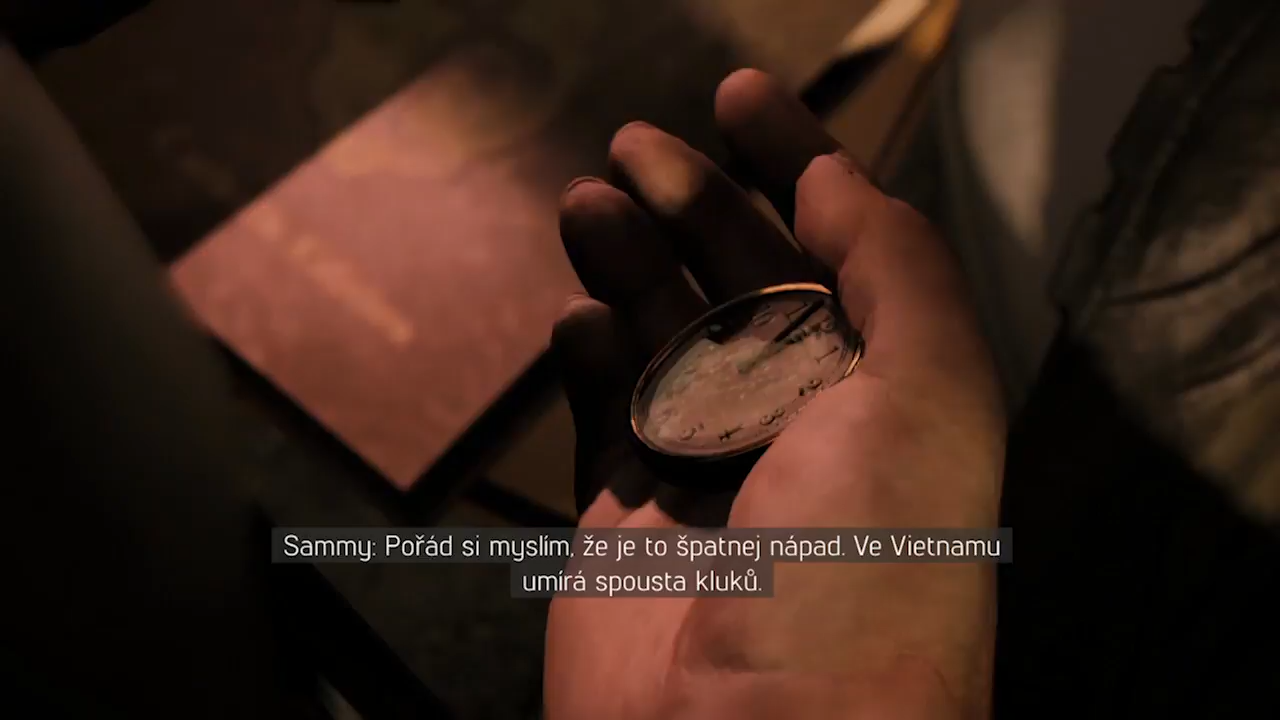 Sammy: Pořád si myslím, že je to špatnej nápad. Ve Vietnamu
umírá spousta kluků.